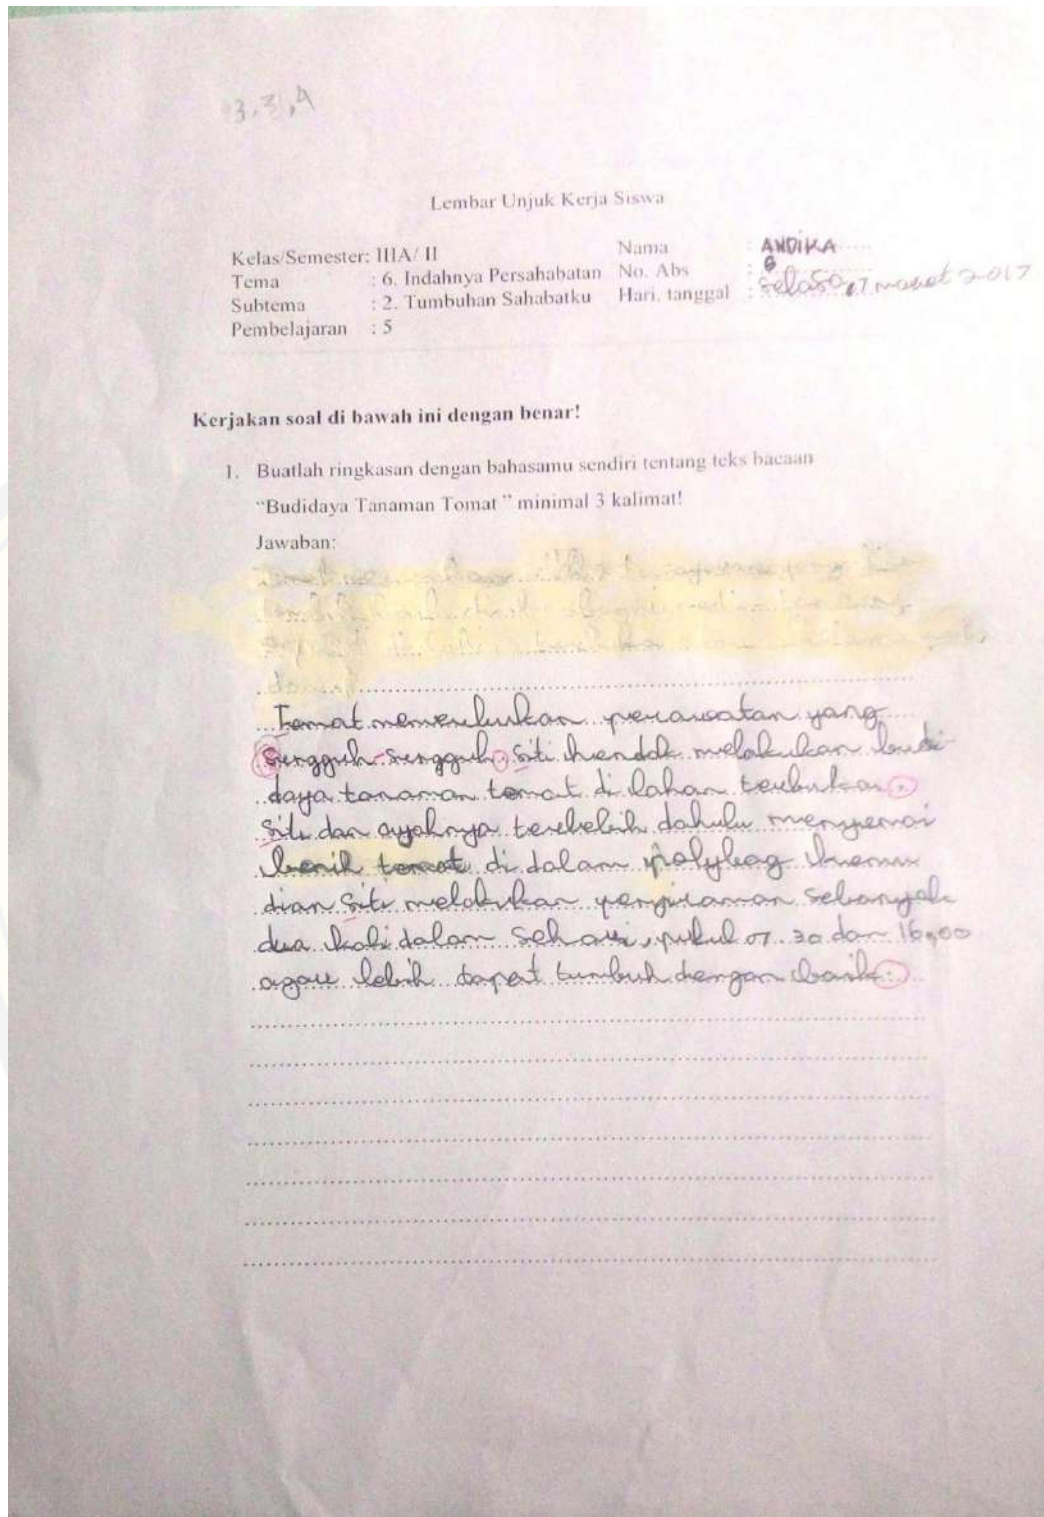 3, 3, 4
Lembar Unjuk Kerja Siswa
Kelas/Semester: IIIA/ II Nama : ANDIKA
Tema : 6. Indahnya Persahabatan No. Abs :
Subtema : 2. Tumbuhan Sahabatku Hari, tanggal : selasa, 7 maret 2017
Pembelajaran : 5
Kerjakan soal di bawah ini dengan benar!
1. Buatlah ringkasan dengan bahasamu sendiri tentang teks bacaan
“Budidaya Tanaman Tomat ” minimal 3 kalimat!
Jawaban:
Tomat memerlukan perawatan yang
sungguh-sungguh. Siti hendak melakukan budi
daya tanaman tomat di lahan terbuka.
Siti dan ayahnya terlebih dahulu menyemai
benih tomat di dalam polybag kemu
dian Siti melakukan penyiraman sebanyak
dua kali dalam sehari, pukul 07.30 dan 16.00
agar lebih dapat tumbuh dengan baik.